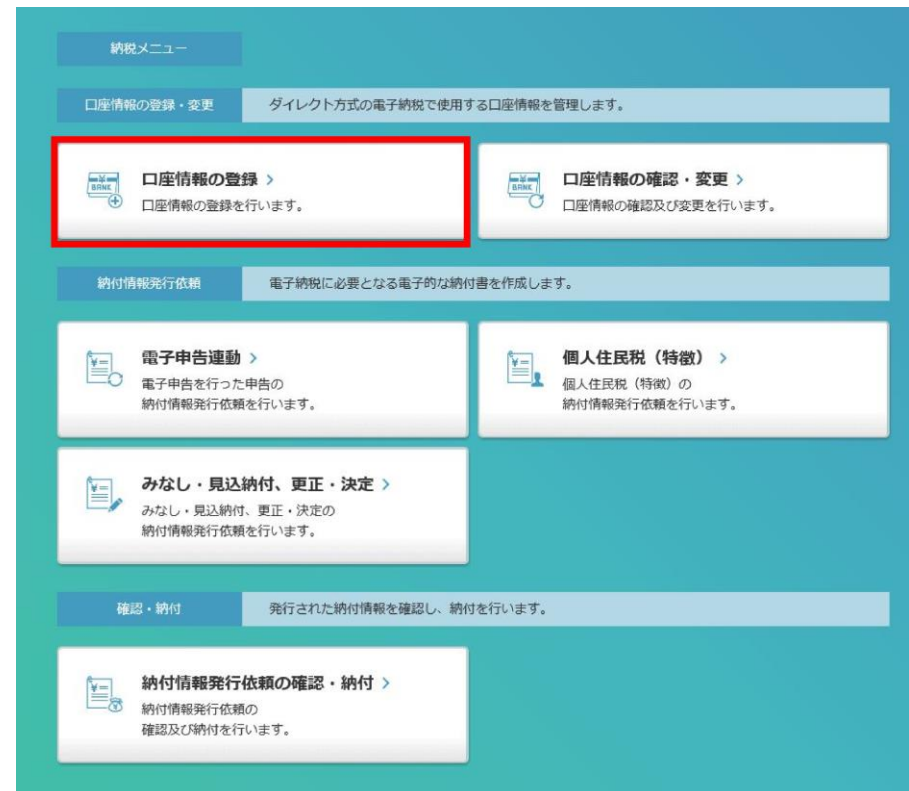 納税メニュー
口座情報の登録・変更
ダイレクト方式の電子納税で使用する口座情報を管理します。
BANK
口座情報の登録 >
口座情報の登録を行います。
BANK
口座情報の確認・変更 >
口座情報の確認及び変更を行います。
納付情報発行依頼
電子納税に必要となる電子的な納付書を作成します。
電子申告連動 >
電子申告を行った申告の
納付情報発行依頼を行います。
個人住民税（特徴） >
個人住民税（特徴）の
納付情報発行依頼を行います。
みなし・見込納付、更正・決定 >
みなし・見込納付、更正・決定の
納付情報発行依頼を行います。
確認・納付
発行された納付情報を確認し、納付を行います。
納付情報発行依頼の確認・納付 >
納付情報発行依頼の
確認及び納付を行います。